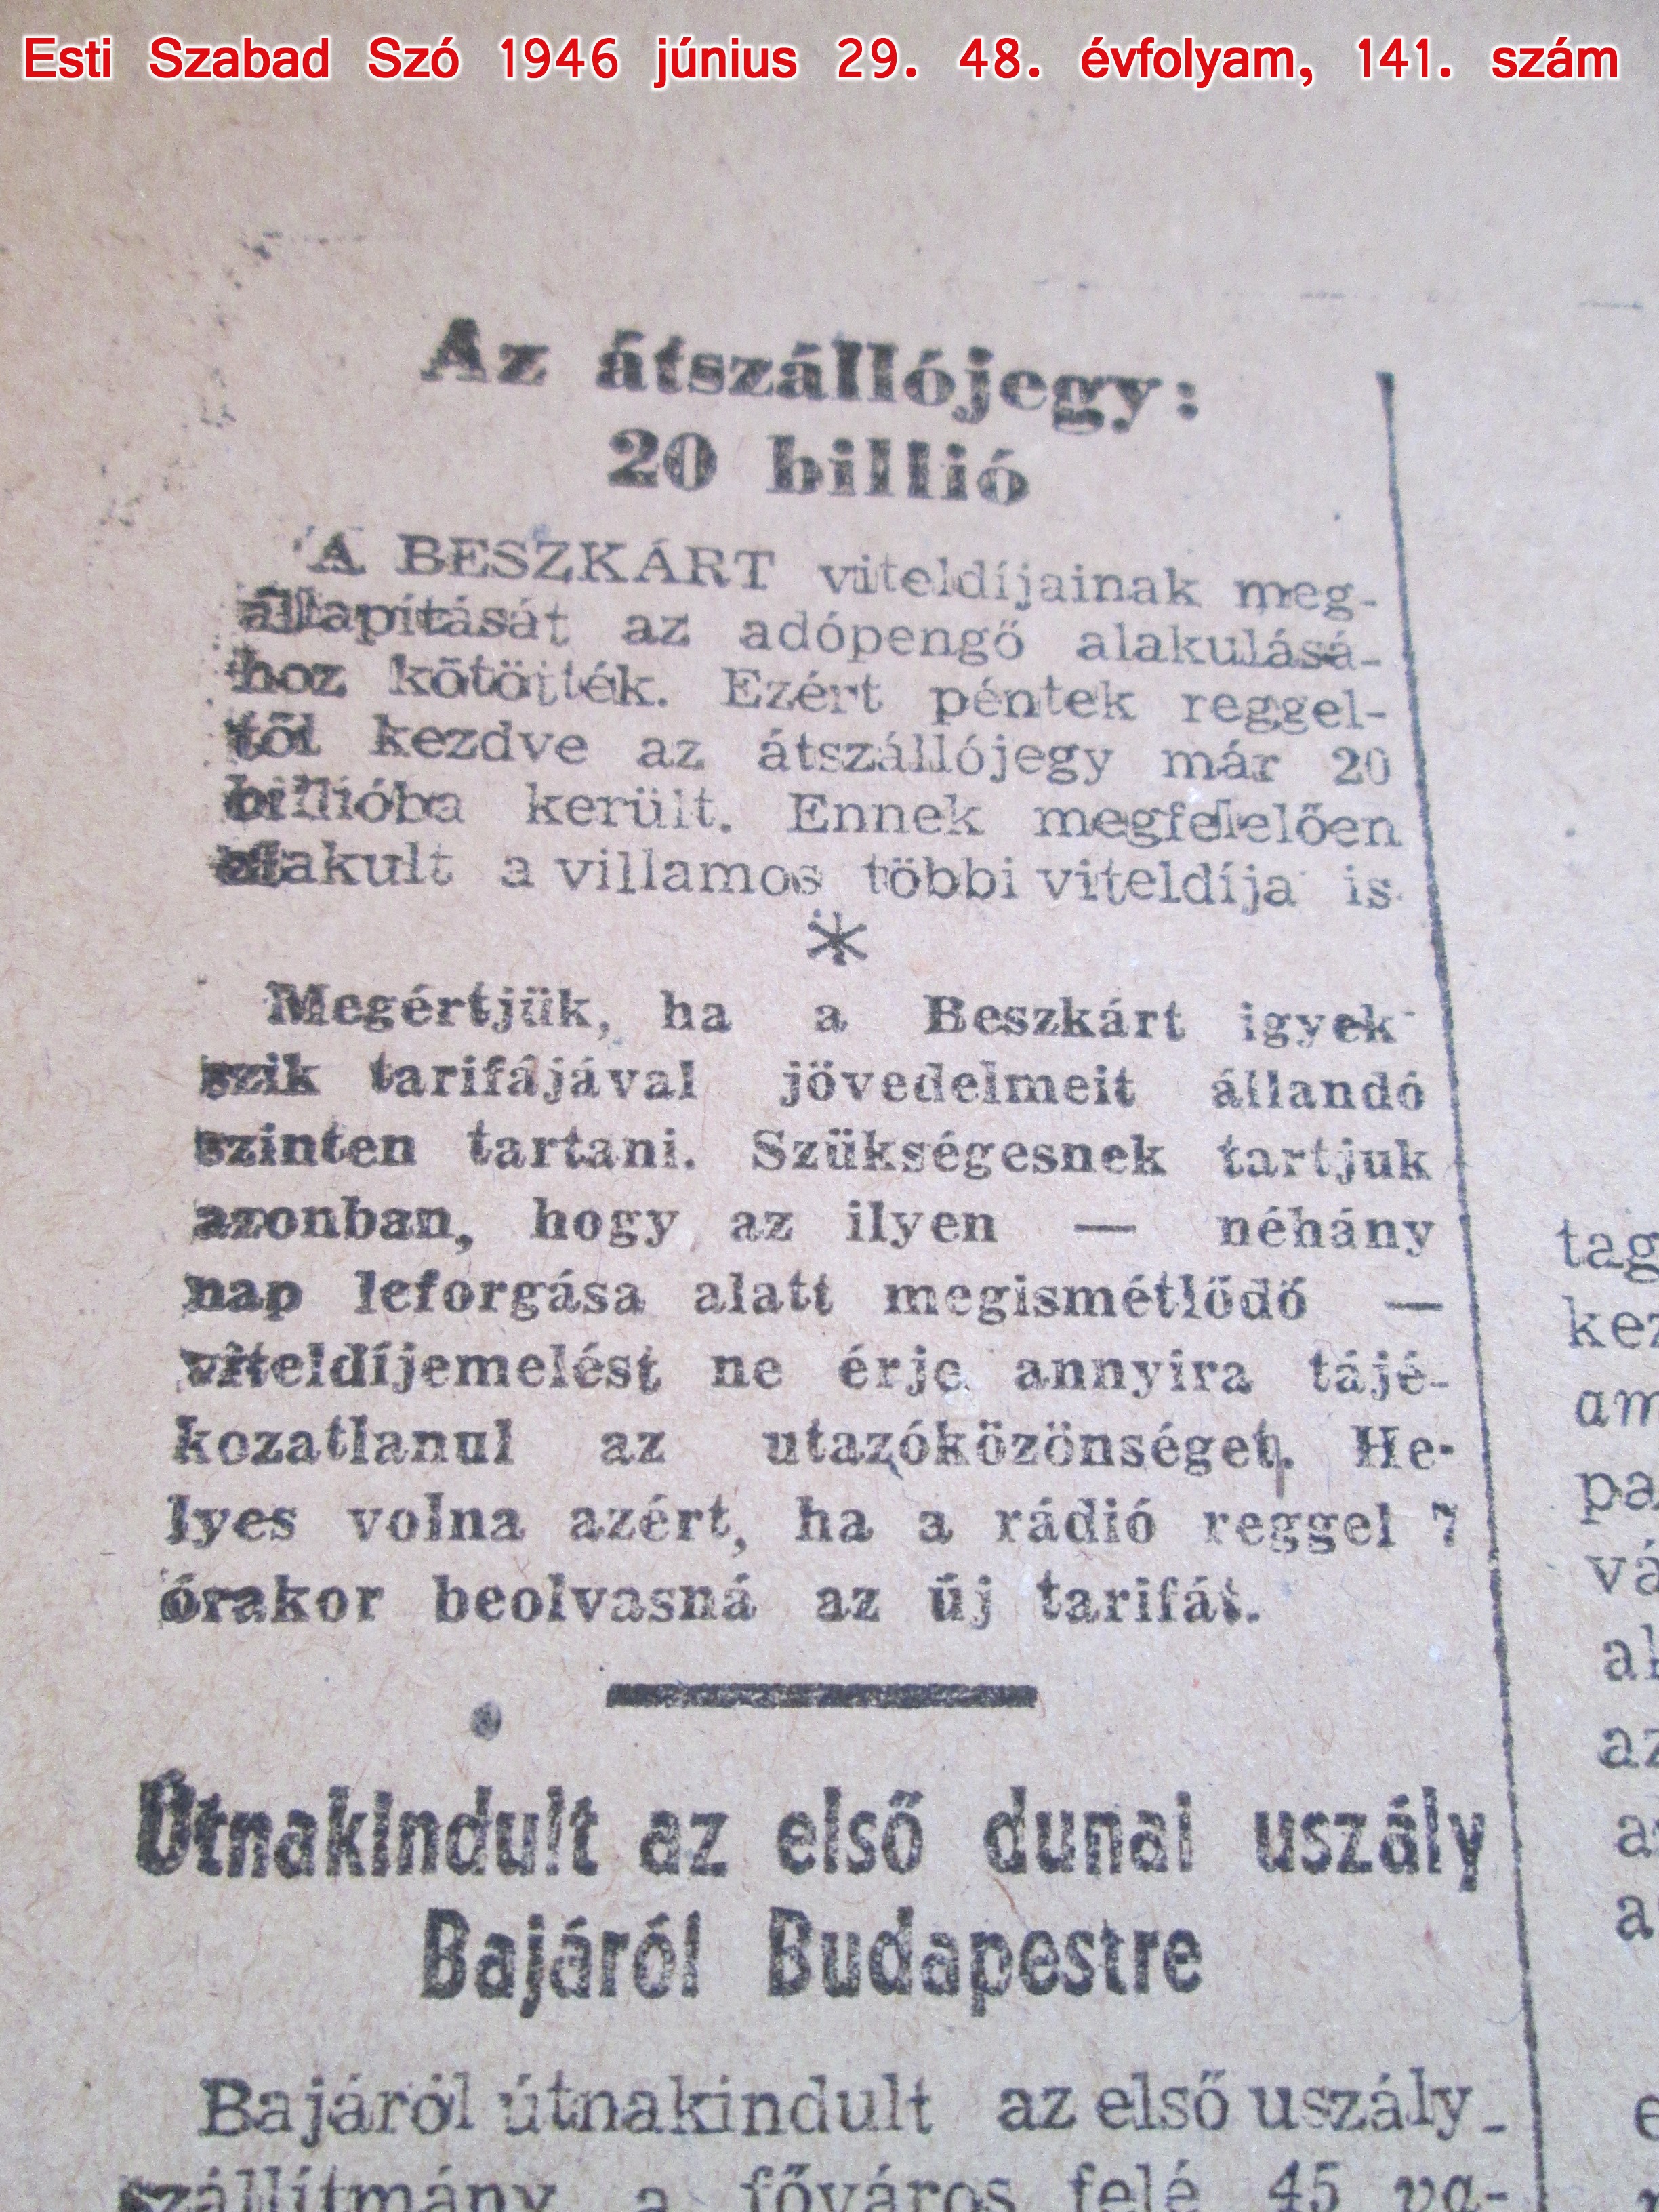 Esti Szabad Szó 1946 június 29. 48. évfolyam, 141. szám
Az átszállójegy:
20 billió
A BESZKÁRT viteldíjainak meg-
állapítását az adópengő alakulásá-
hoz kötötték. Ezért péntek reggel-
től kezdve az átszállójegy már 20
billióba került. Ennek megfelelően
alakult a villamos többi viteldíja is
*
Megértjük, ha a Beszkárt igyek-
szik tarifájával jövedelmeit állandó
szinten tartani. Szükségesnek tartjuk
azonban, hogy az ilyen — néhány
nap leforgása alatt megismétlődő —
viteldíjemelést ne érje annyira tájé-
kozatlanul az utazóközönséget. He-
lyes volna azért, ha a rádió reggel 7
órakor beolvasná az új tarifát.
Útnakindult az első dunai uszály
Bajáról Budapestre
Bajáról útnakindult az első uszály-
szállítmány a főváros felé 45 va-
tag
kez
am
pa
vá
al
az
a
a
e